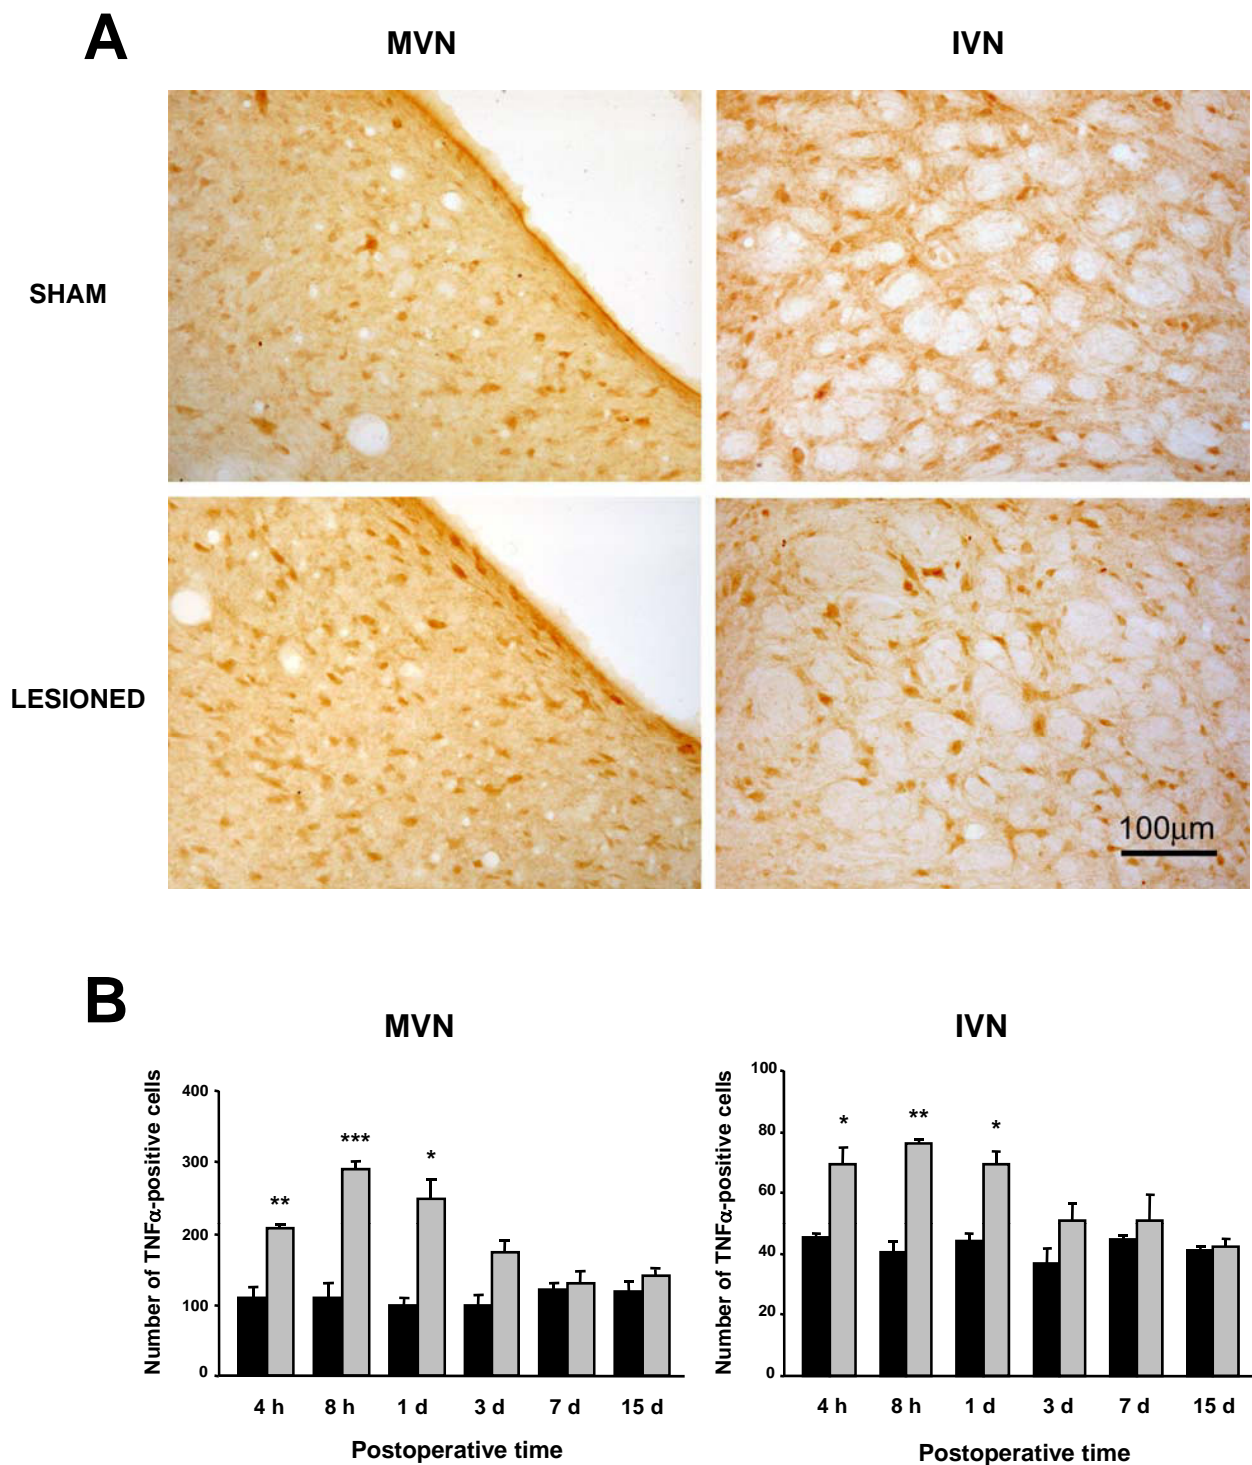 A
MVN
IVN
SHAM
LESIONED
100μm
B
MVN
Number of TNFα-positive cells
400
300
200
100
0
**
***
*
4 h
8 h
1 d
3 d
7 d
15 d
Postoperative time
IVN
Number of TNFα-positive cells
100
80
60
40
20
0
*
**
*
4 h
8 h
1 d
3 d
7 d
15 d
Postoperative time